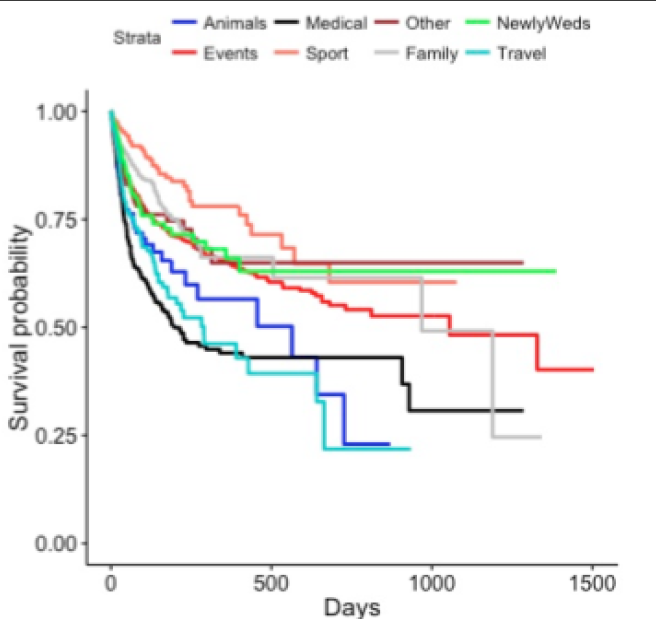 Strata
Animals Medical Other NewlyWeds
Events Sport Family Travel
Survival probability
1.00
0.75
0.50
0.25
0.00
0 500 1000 1500
Days